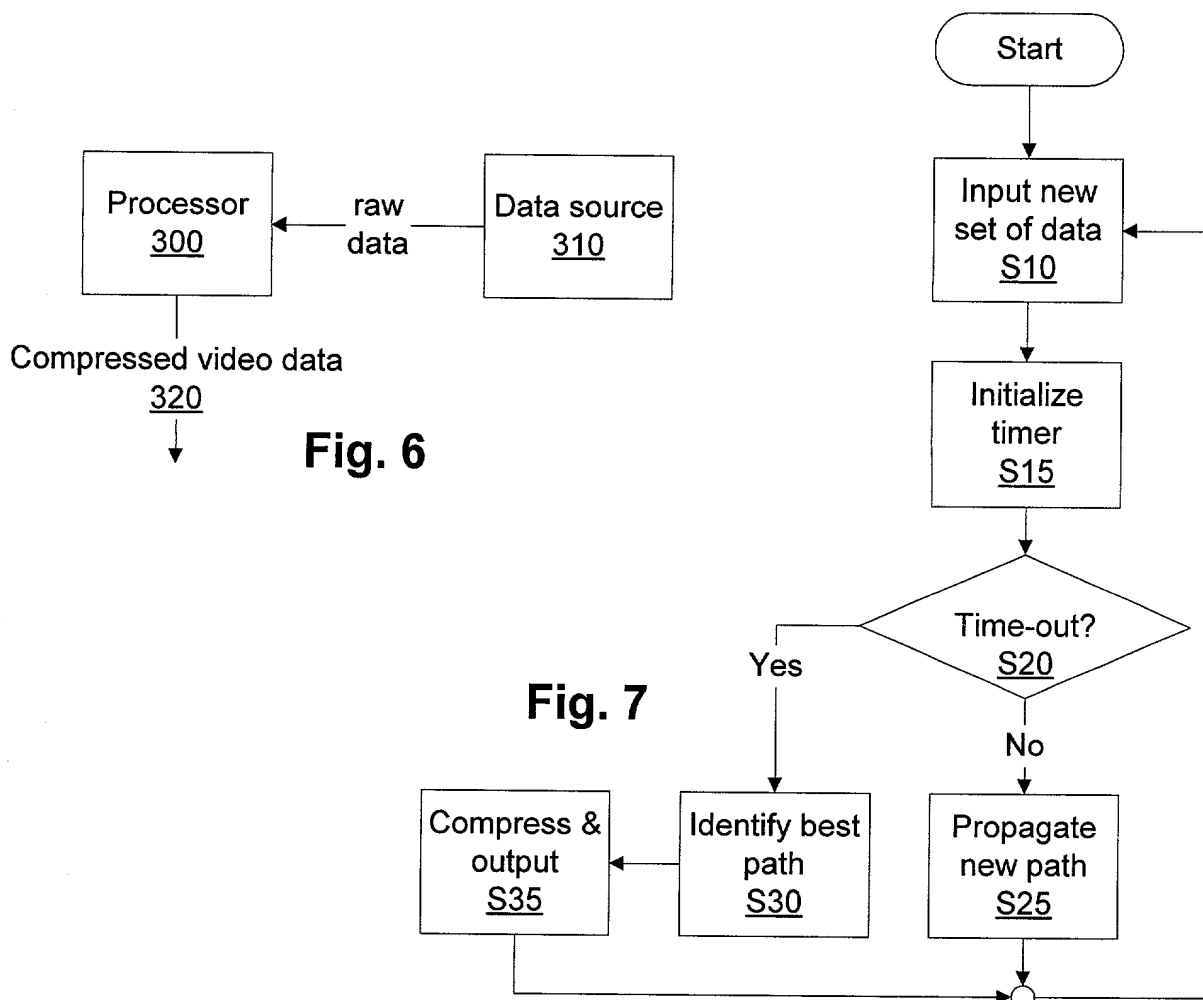 Processor
300
raw
data
Data source
310
Compressed video data
320
Fig. 6
Start
Input new
set of data
S10
Initialize
timer
S15
Time-out?
S20
Yes
No
Fig. 7
Compress &
output
S35
Identify best
path
S30
Propagate
new path
S25